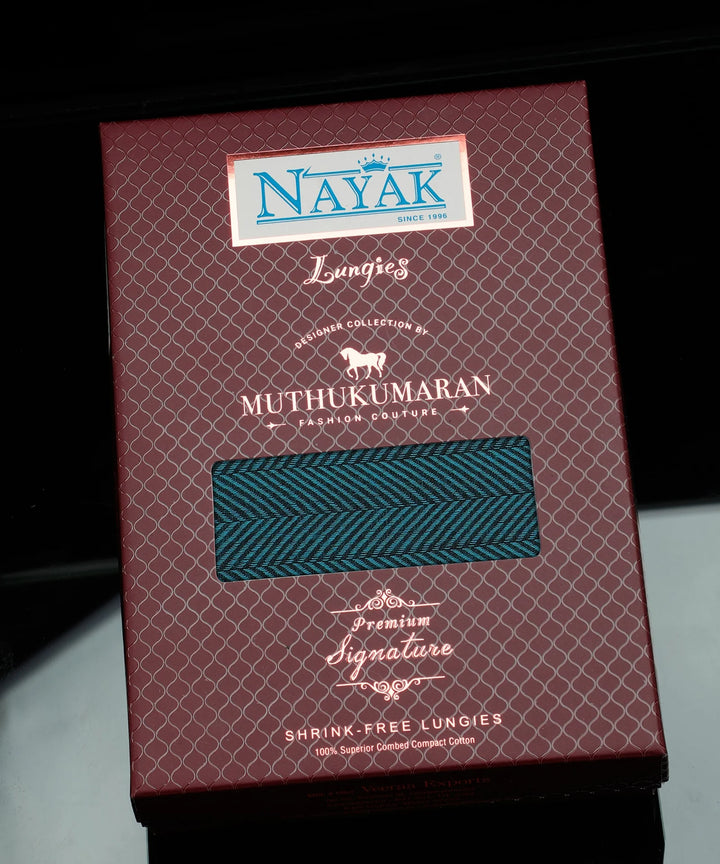 NAYAK®
SINCE 1996
Lungies
DESIGNER COLLECTION BY
MUTHUKUMARAN
FASHION COUTURE
Premium
Signature
SHRINK-FREE LUNGIES
100% Superior Combed Compact Cotton
Exports